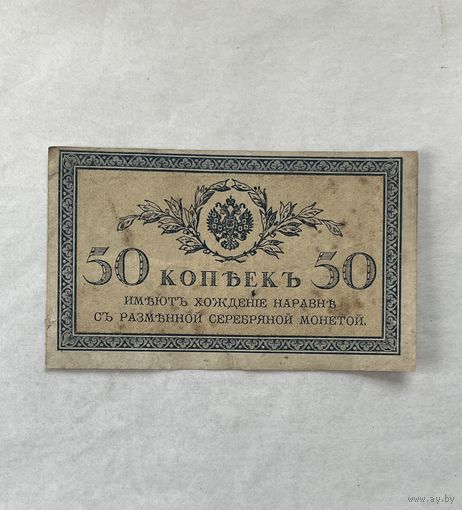 50 КОПѢЕКЪ 50
ИМѢЮТЪ ХОЖДЕНІЕ НАРАВНѢ
СЪ РАЗМѢННОЙ СЕРЕБРЯНОЙ МОНЕТОЙ.
www.ay.by